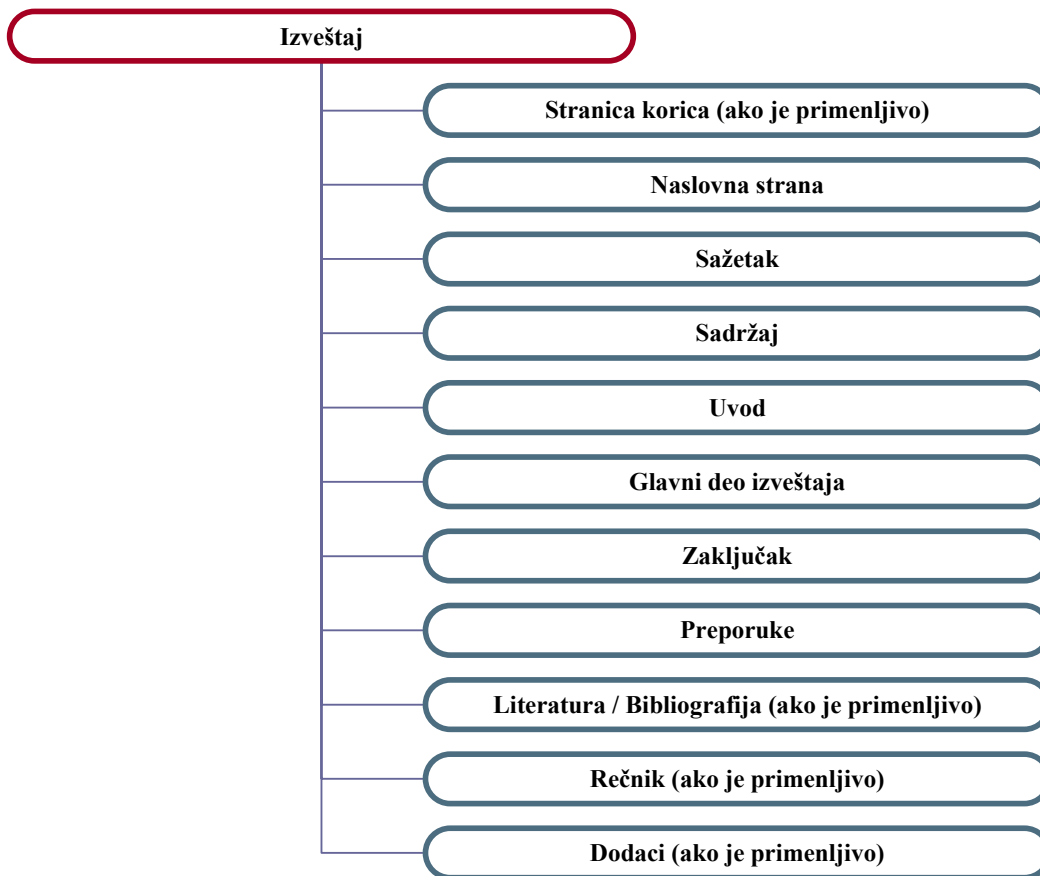 Izveštaj
Stranica korica (ako je primenljivo)
Naslovna strana
Sažetak
Sadržaj
Uvod
Glavni deo izveštaja
Zaključak
Preporuke
Literatura / Bibliografija (ako je primenljivo)
Rečnik (ako je primenljivo)
Dodaci (ako je primenljivo)